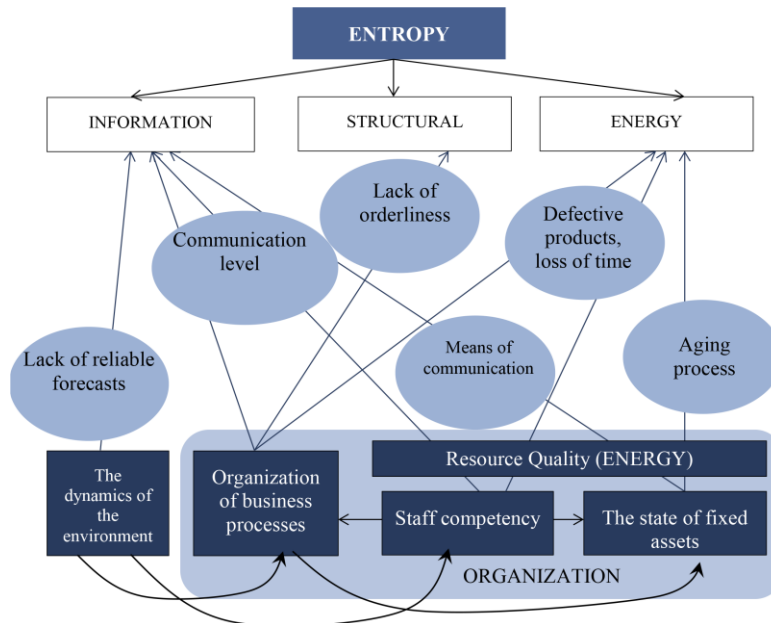 ENTROPY
INFORMATION
STRUCTURAL
ENERGY
Lack of
orderliness
Defective
products,
loss of time
Communication
level
Lack of reliable
forecasts
Means of
communication
Aging
process
The
dynamics of
the
environment
Organization
of business
processes
Resource Quality (ENERGY)
Staff competency
The state of fixed
assets
ORGANIZATION